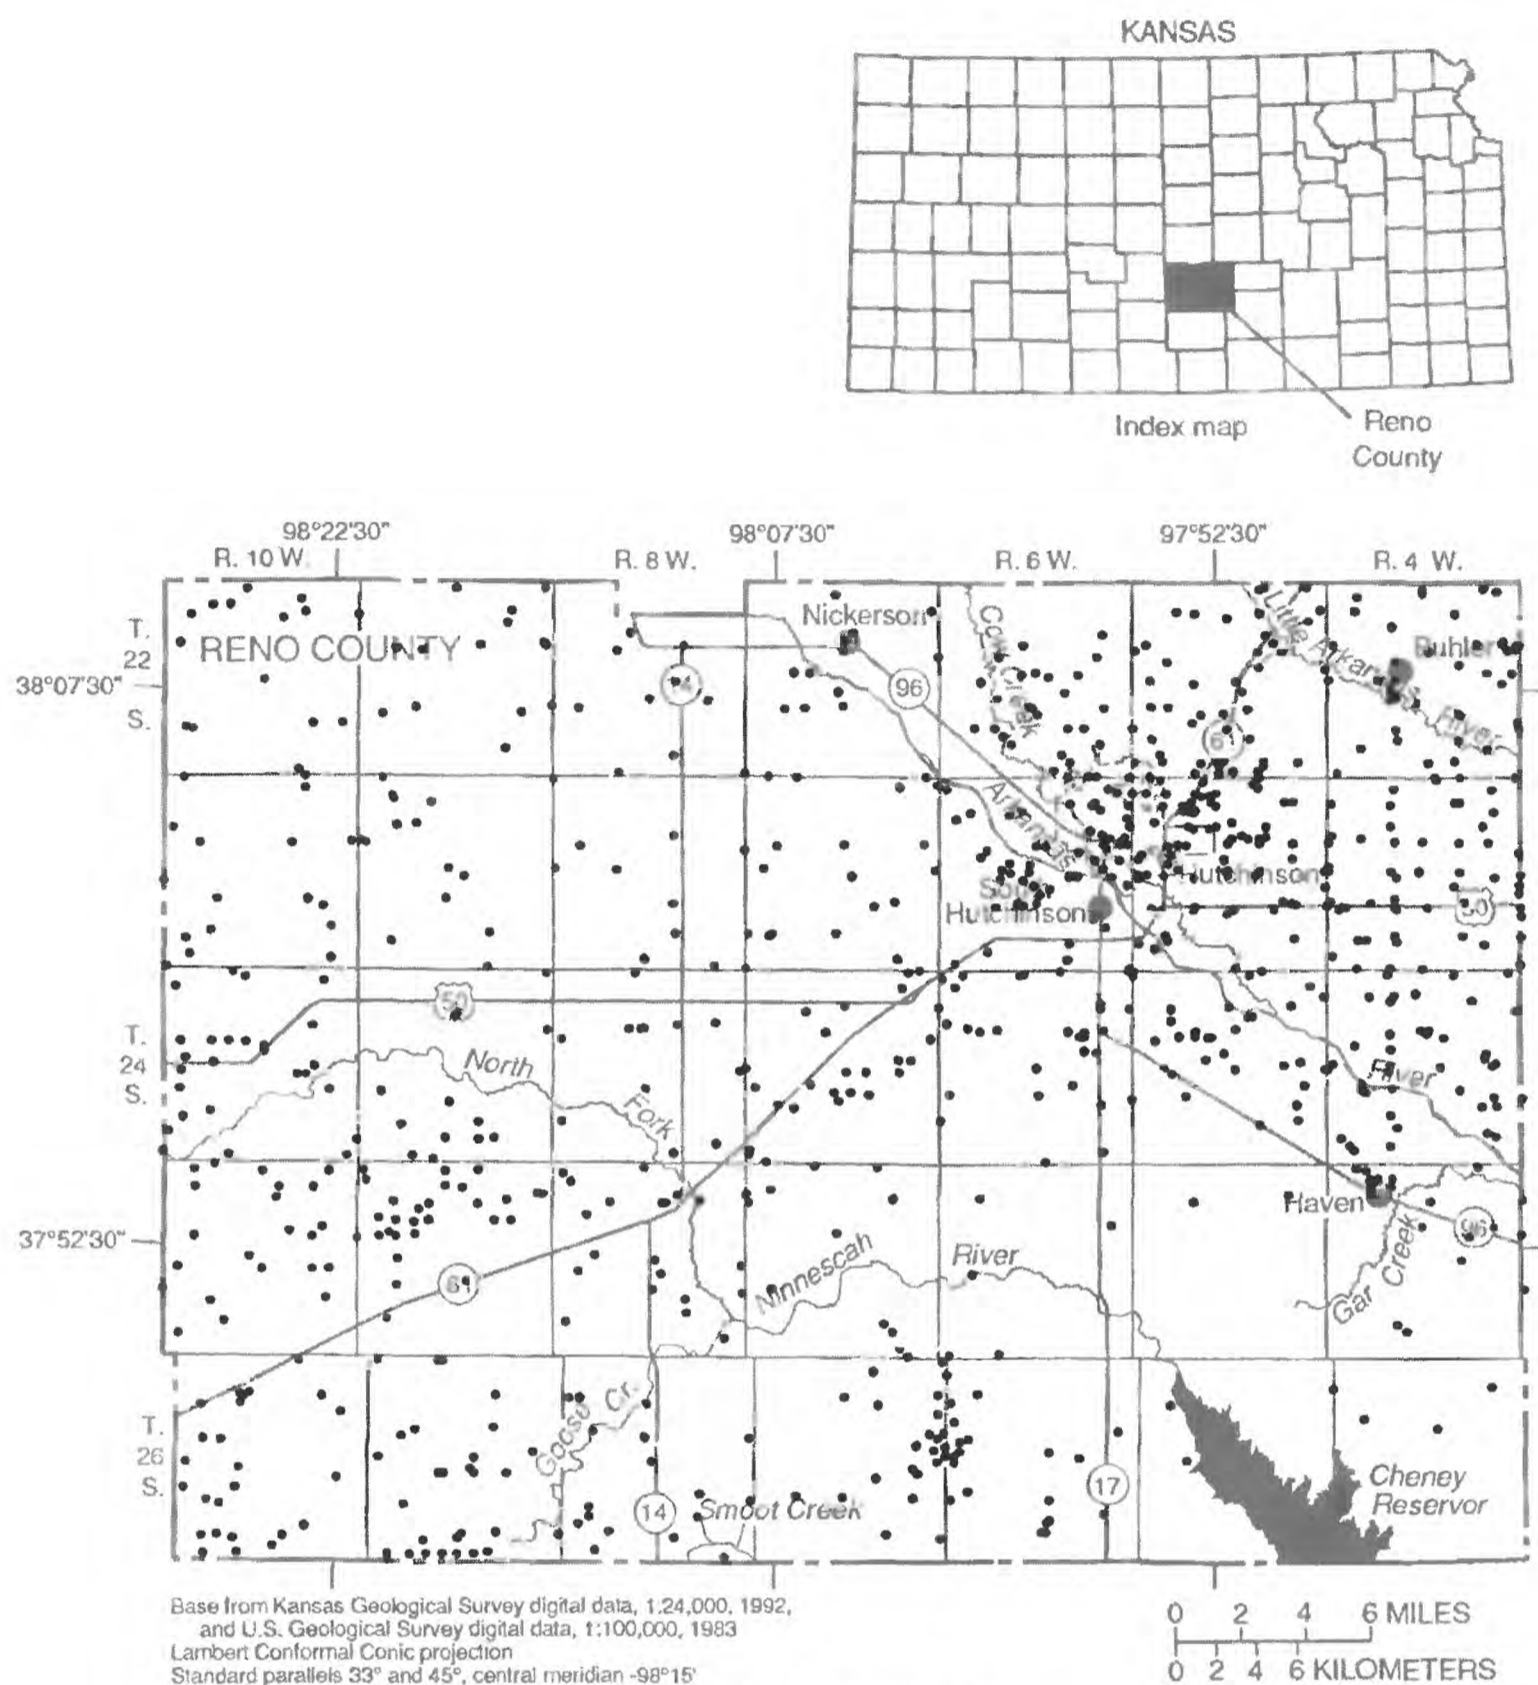 KANSAS
Index map
Reno
County
98°22'30"
98°07'30"
97°52'30"
R. 10 W.
R. 8 W.
R. 6 W.
R. 4 W.
T.
22
S.
38°07'30"
RENO COUNTY
Nickerson
Cow Creek
Little Arkansas River
Buhler
14
96
61
Arkansas
Hutchinson
South
Hutchinson
50
T.
24
S.
50
North
Fork
River
Haven
96
37°52'30"
61
Ninnescah
River
Gar Creek
T.
26
S.
Goose Cr.
14
Smoot Creek
17
Cheney
Reservor
Base from Kansas Geological Survey digital data, 1:24,000, 1992,
and U.S. Geological Survey digital data, 1:100,000, 1983
Lambert Conformal Conic projection
Standard parallels 33° and 45°, central meridian -98°15'
0 2 4 6 MILES
0 2 4 6 KILOMETERS